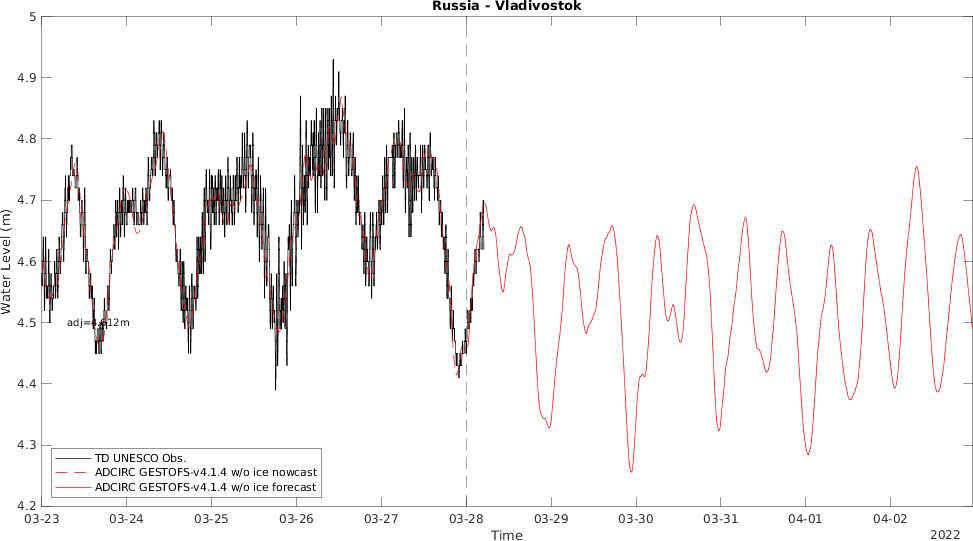 Russia - Vladivostok
5
4.9
4.8
4.7
4.6
4.5
4.4
4.3
4.2
Water Level (m)
adj=4.612m
TD UNESCO Obs.
ADCIRC GESTOFS-v4.1.4 w/o ice nowcast
ADCIRC GESTOFS-v4.1.4 w/o ice forecast
03-23 03-24 03-25 03-26 03-27 03-28 03-29 03-30 03-31 04-01 04-02
Time
2022